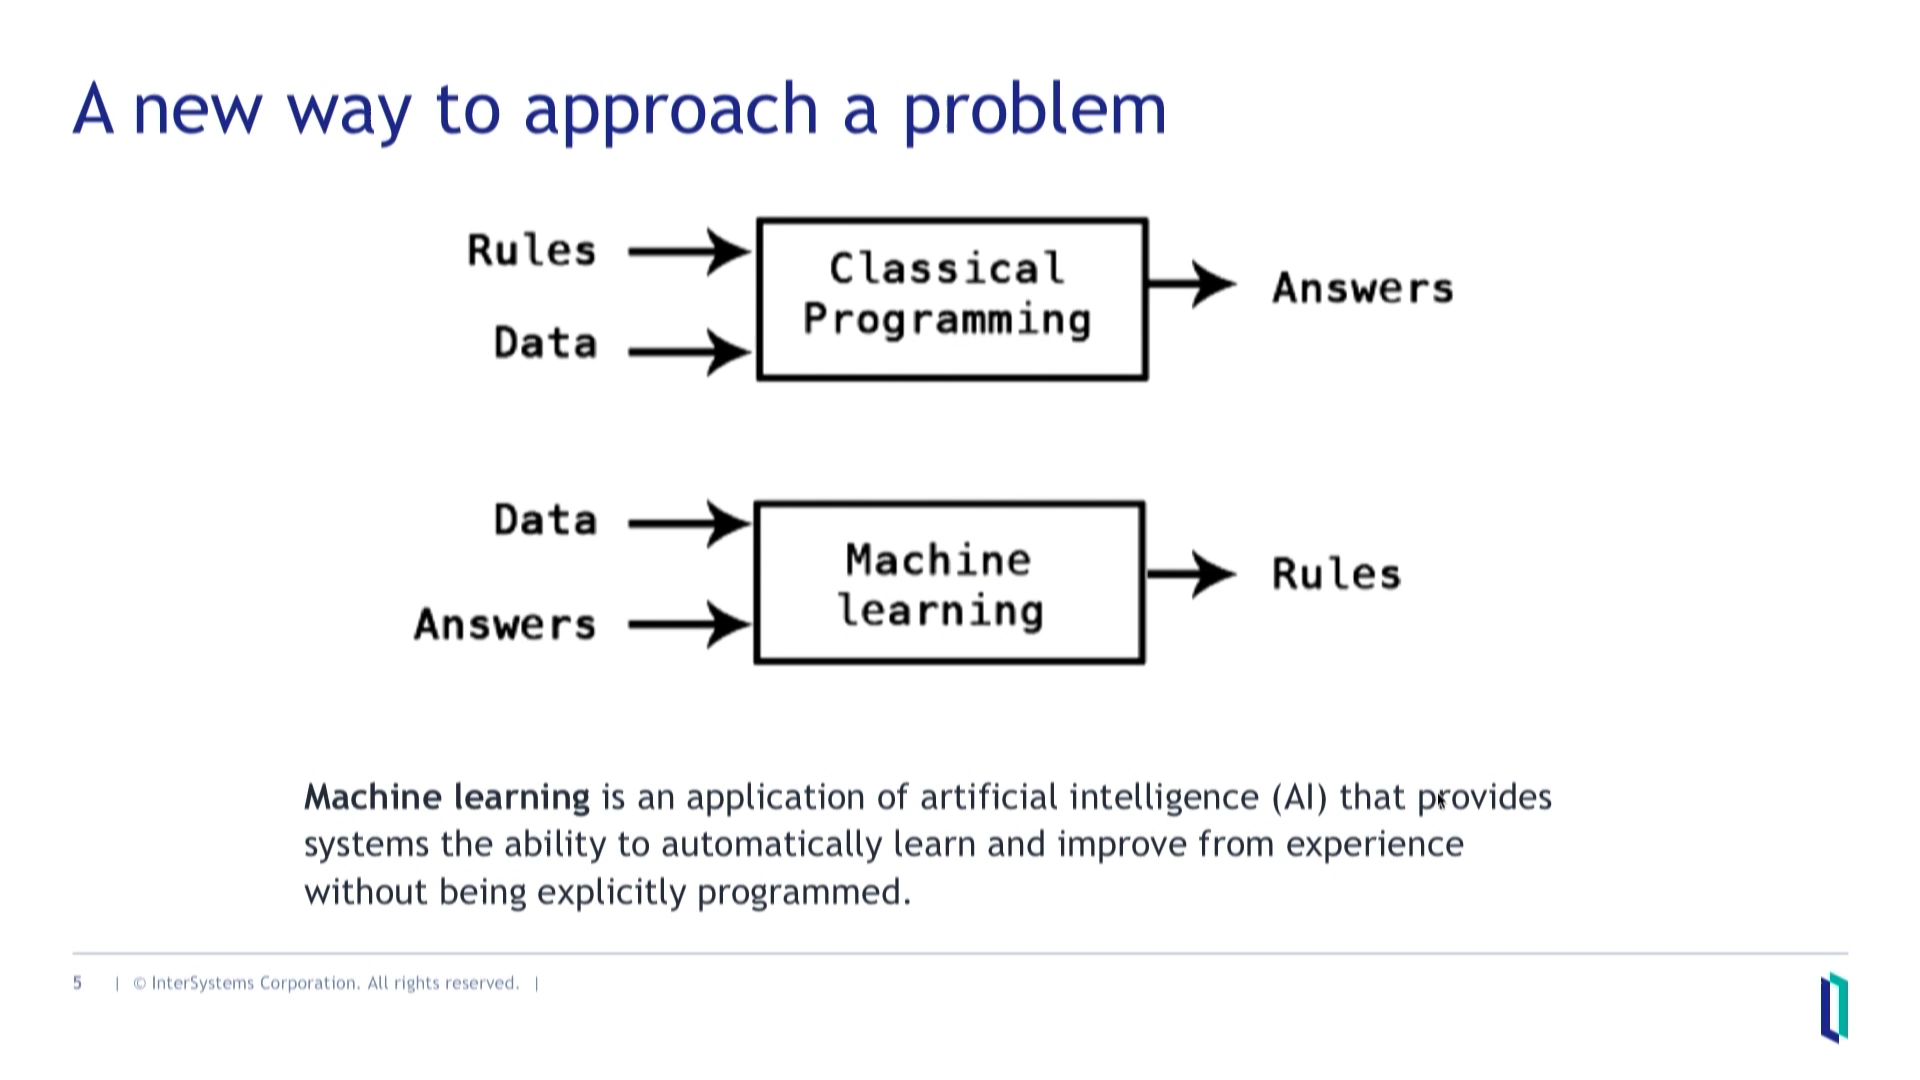 A new way to approach a problem
Rules
Data
Classical
Programming
Answers
Data
Answers
Machine
learning
Rules
Machine learning is an application of artificial intelligence (AI) that provides
systems the ability to automatically learn and improve from experience
without being explicitly programmed.
5 | © InterSystems Corporation. All rights reserved. |